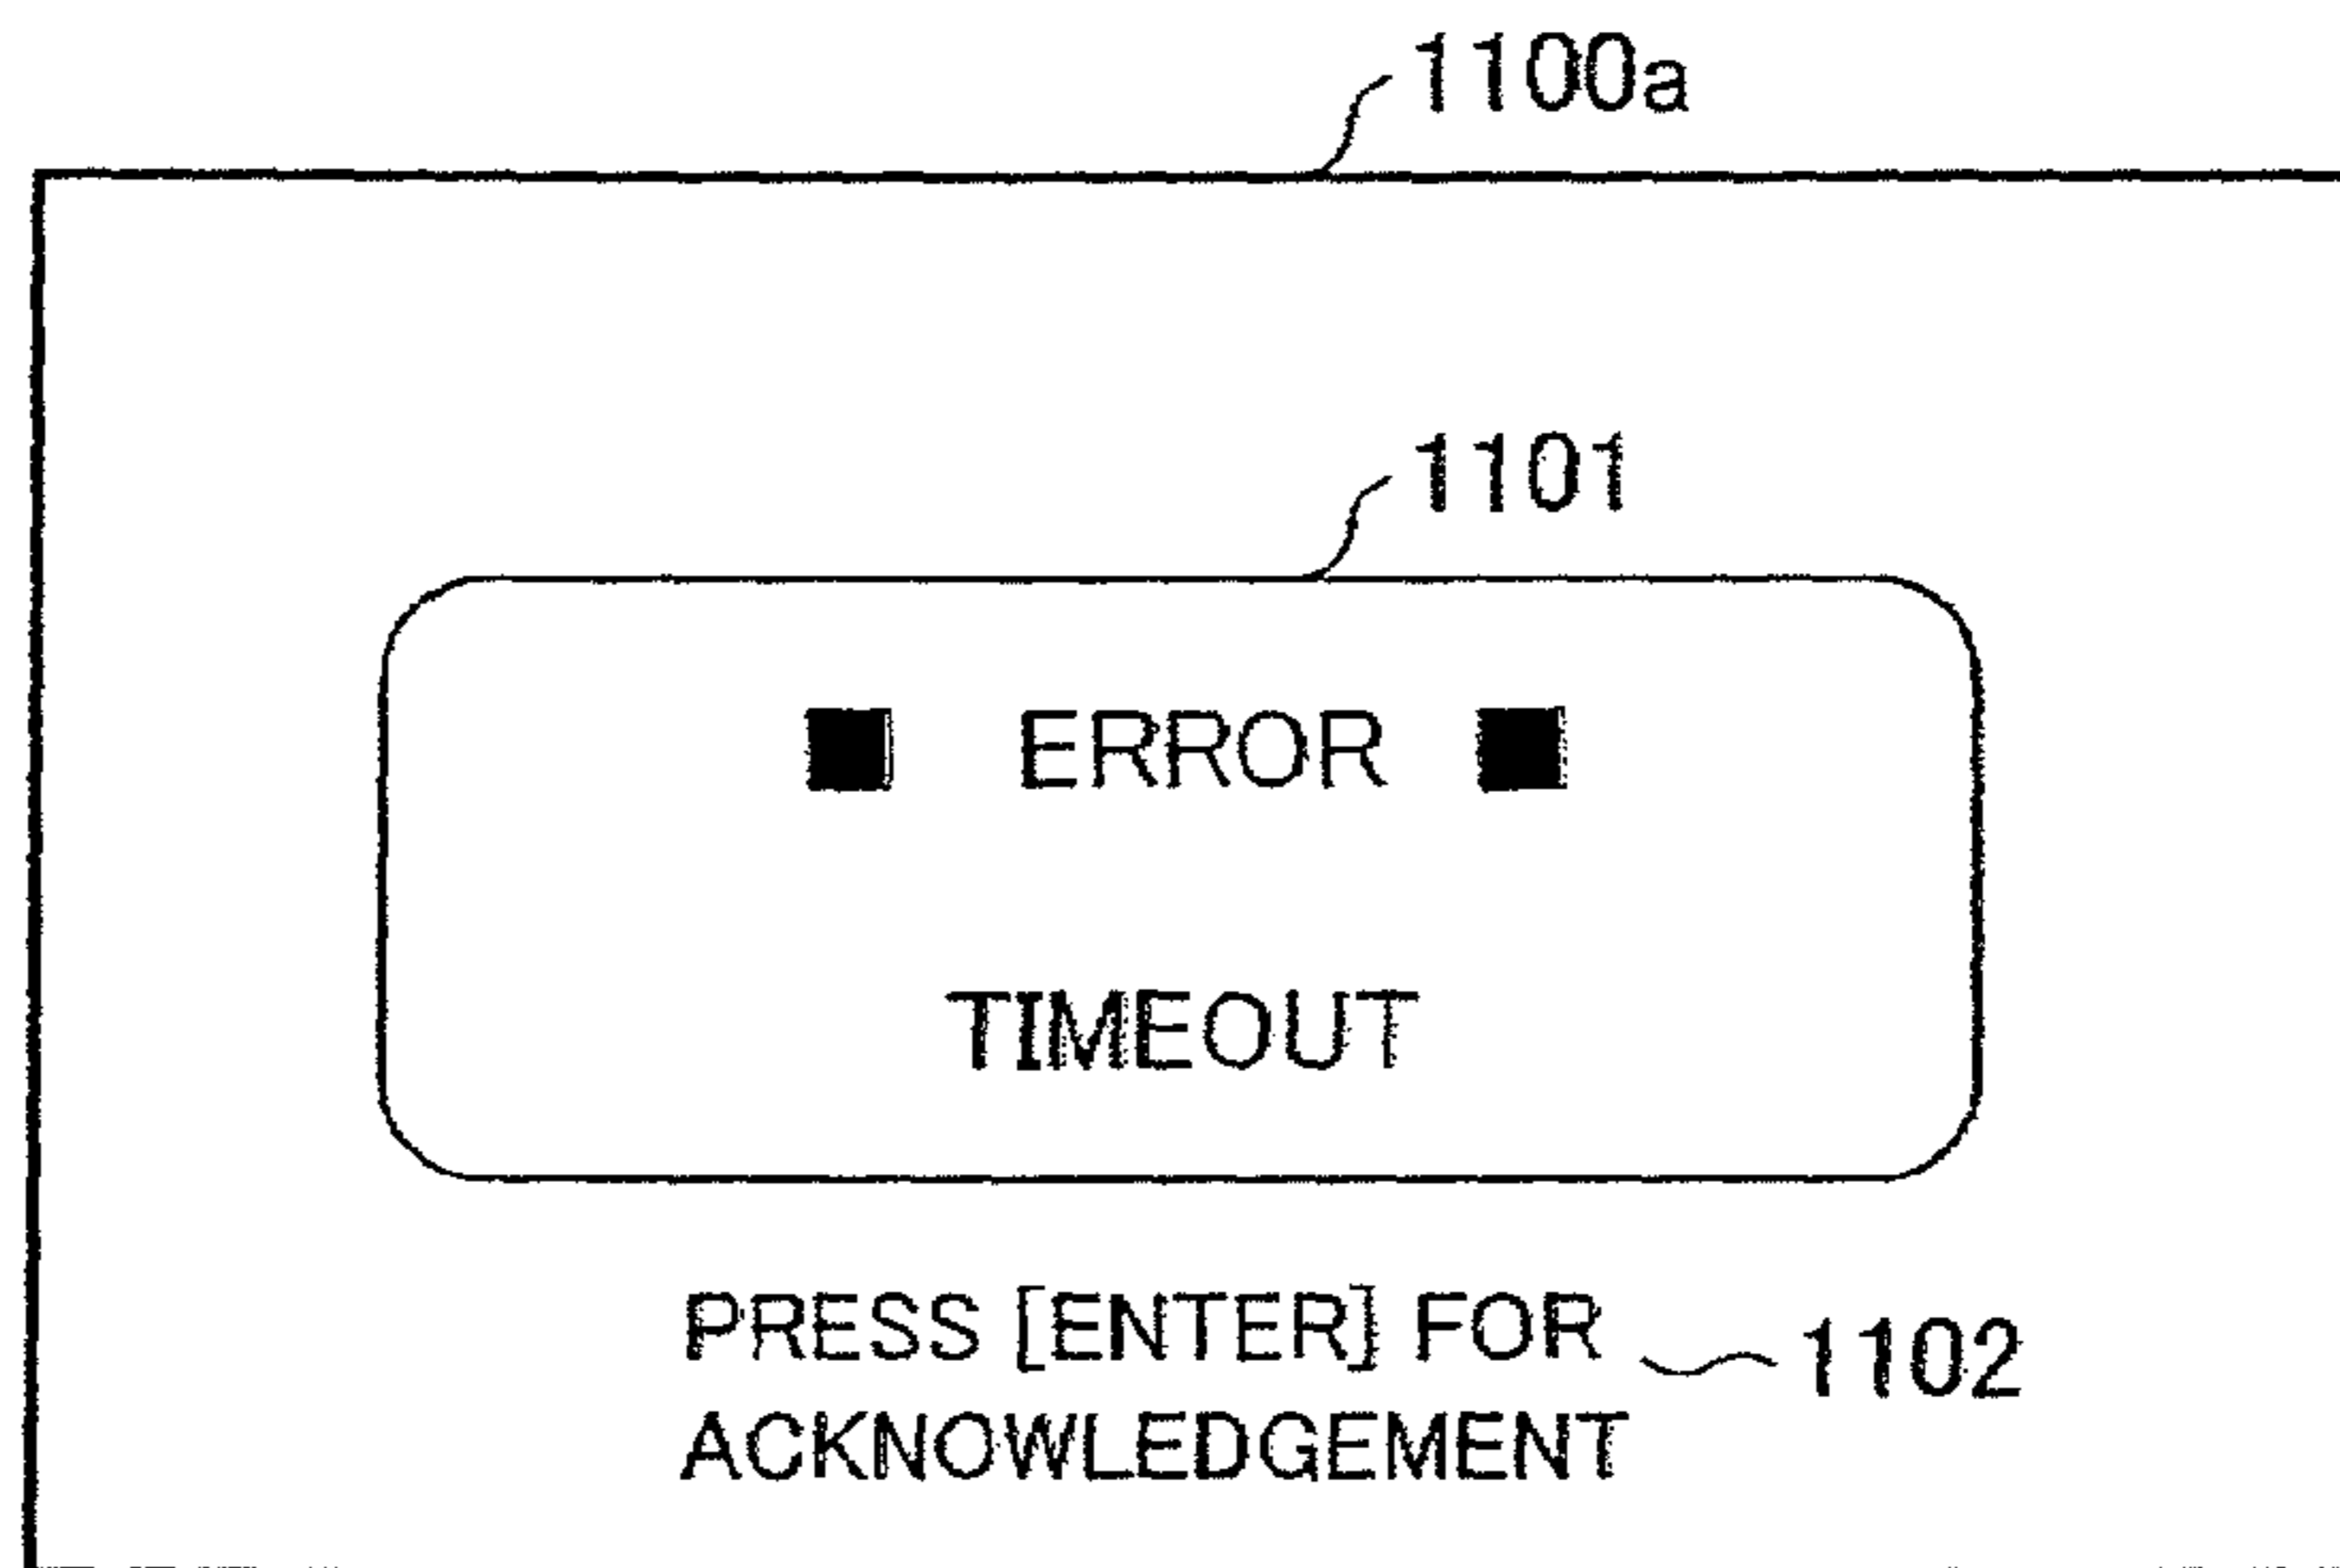 1100a
1101
■ ERROR ■
TIMEOUT
PRESS [ENTER] FOR
1102
ACKNOWLEDGEMENT